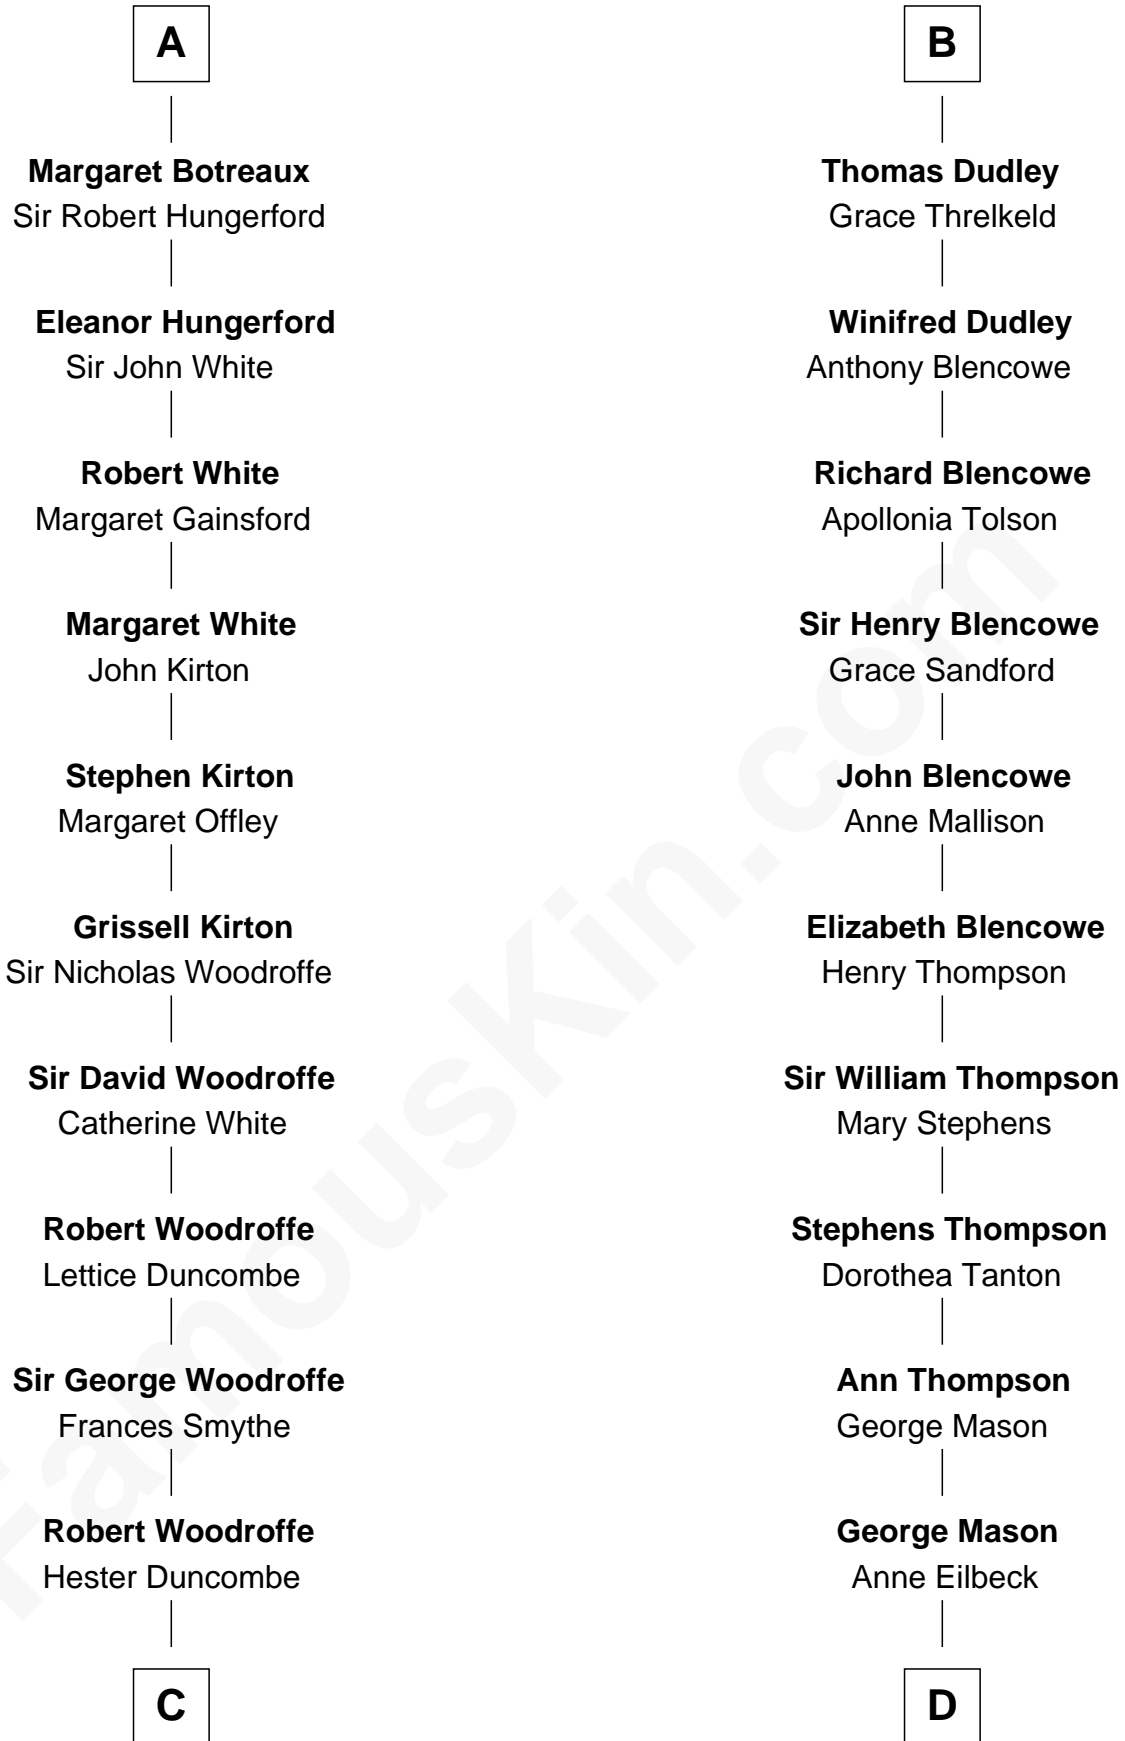 A
Margaret Botreaux
Sir Robert Hungerford
Eleanor Hungerford
Sir John White
Robert White
Margaret Gainsford
Margaret White
John Kirton
Stephen Kirton
Margaret Offley
Grissell Kirton
Sir Nicholas Woodroffe
Sir David Woodroffe
Catherine White
Robert Woodroffe
Lettice Duncombe
Sir George Woodroffe
Frances Smythe
Robert Woodroffe
Hester Duncombe
C
B
Thomas Dudley
Grace Threlkeld
Winifred Dudley
Anthony Blencowe
Richard Blencowe
Apollonia Tolson
Sir Henry Blencowe
Grace Sandford
John Blencowe
Anne Mallison
Elizabeth Blencowe
Henry Thompson
Sir William Thompson
Mary Stephens
Stephens Thompson
Dorothea Tanton
Ann Thompson
George Mason
George Mason
Anne Eilbeck
D
FamousKin.com